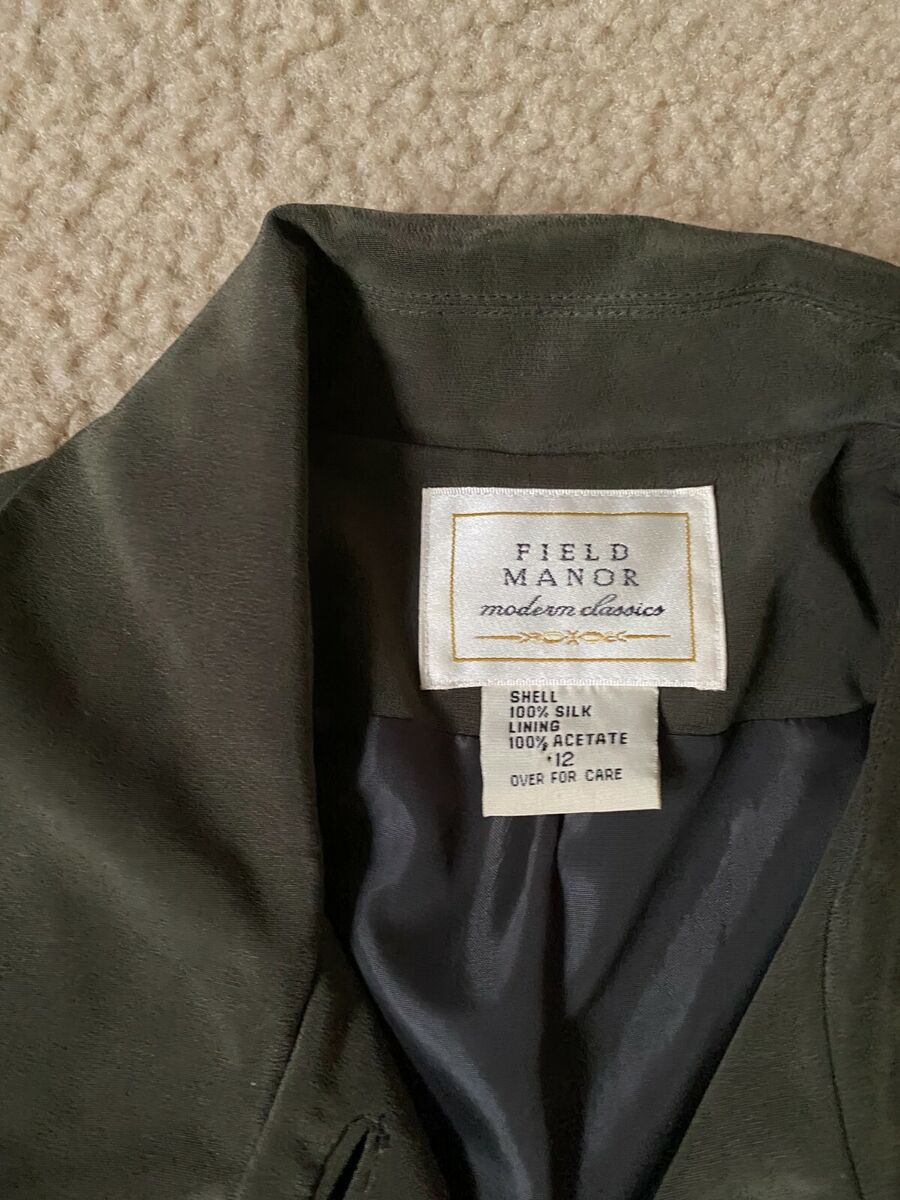 FIELD
MANOR
modern classics
SHELL
100% SILK
LINING
100% ACETATE
12
OVER FOR CARE